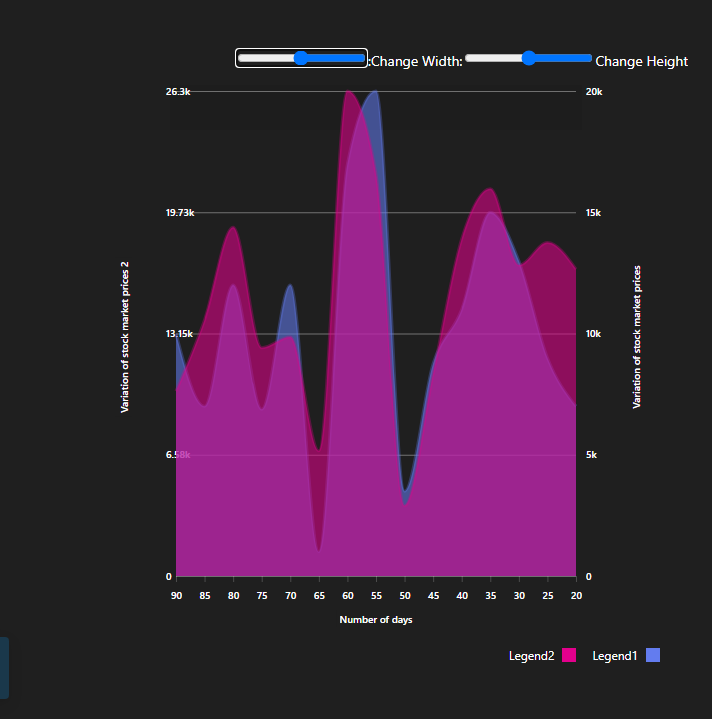 :Change Width: Change Height
26.3k 20k
19.73k 15k
13.15k 10k
6.58k 5k
0 0
Variation of stock market prices 2
Variation of stock market prices
90 85 80 75 70 65 60 55 50 45 40 35 30 25 20
Number of days
Legend2 Legend1